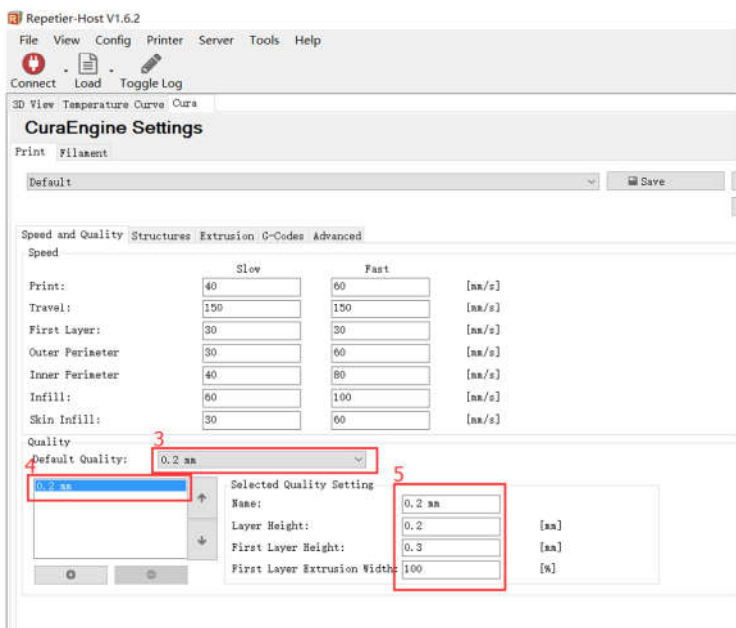 Repetier-Host V1.6.2
File View Config Printer Server Tools Help
Connect Load Toggle Log
3D View Temperature Curve Cura
CuraEngine Settings
Print Filament
Default Save
Speed and Quality Structures Extrusion G-Codes Advanced
Speed
Slow Fast
Print: 40 60 [mm/s]
Travel: 150 150 [mm/s]
First Layer: 30 30 [mm/s]
Outer Perimeter 30 60 [mm/s]
Inner Perimeter 40 80 [mm/s]
Infill: 60 100 [mm/s]
Skin Infill: 30 60 [mm/s]
Quality
3
Default Quality: 0.2 mm
4
0.2 mm
5
Selected Quality Setting
Name: 0.2 mm
Layer Height: 0.2 [mm]
First Layer Height: 0.3 [mm]
First Layer Extrusion Width: 100 [%]